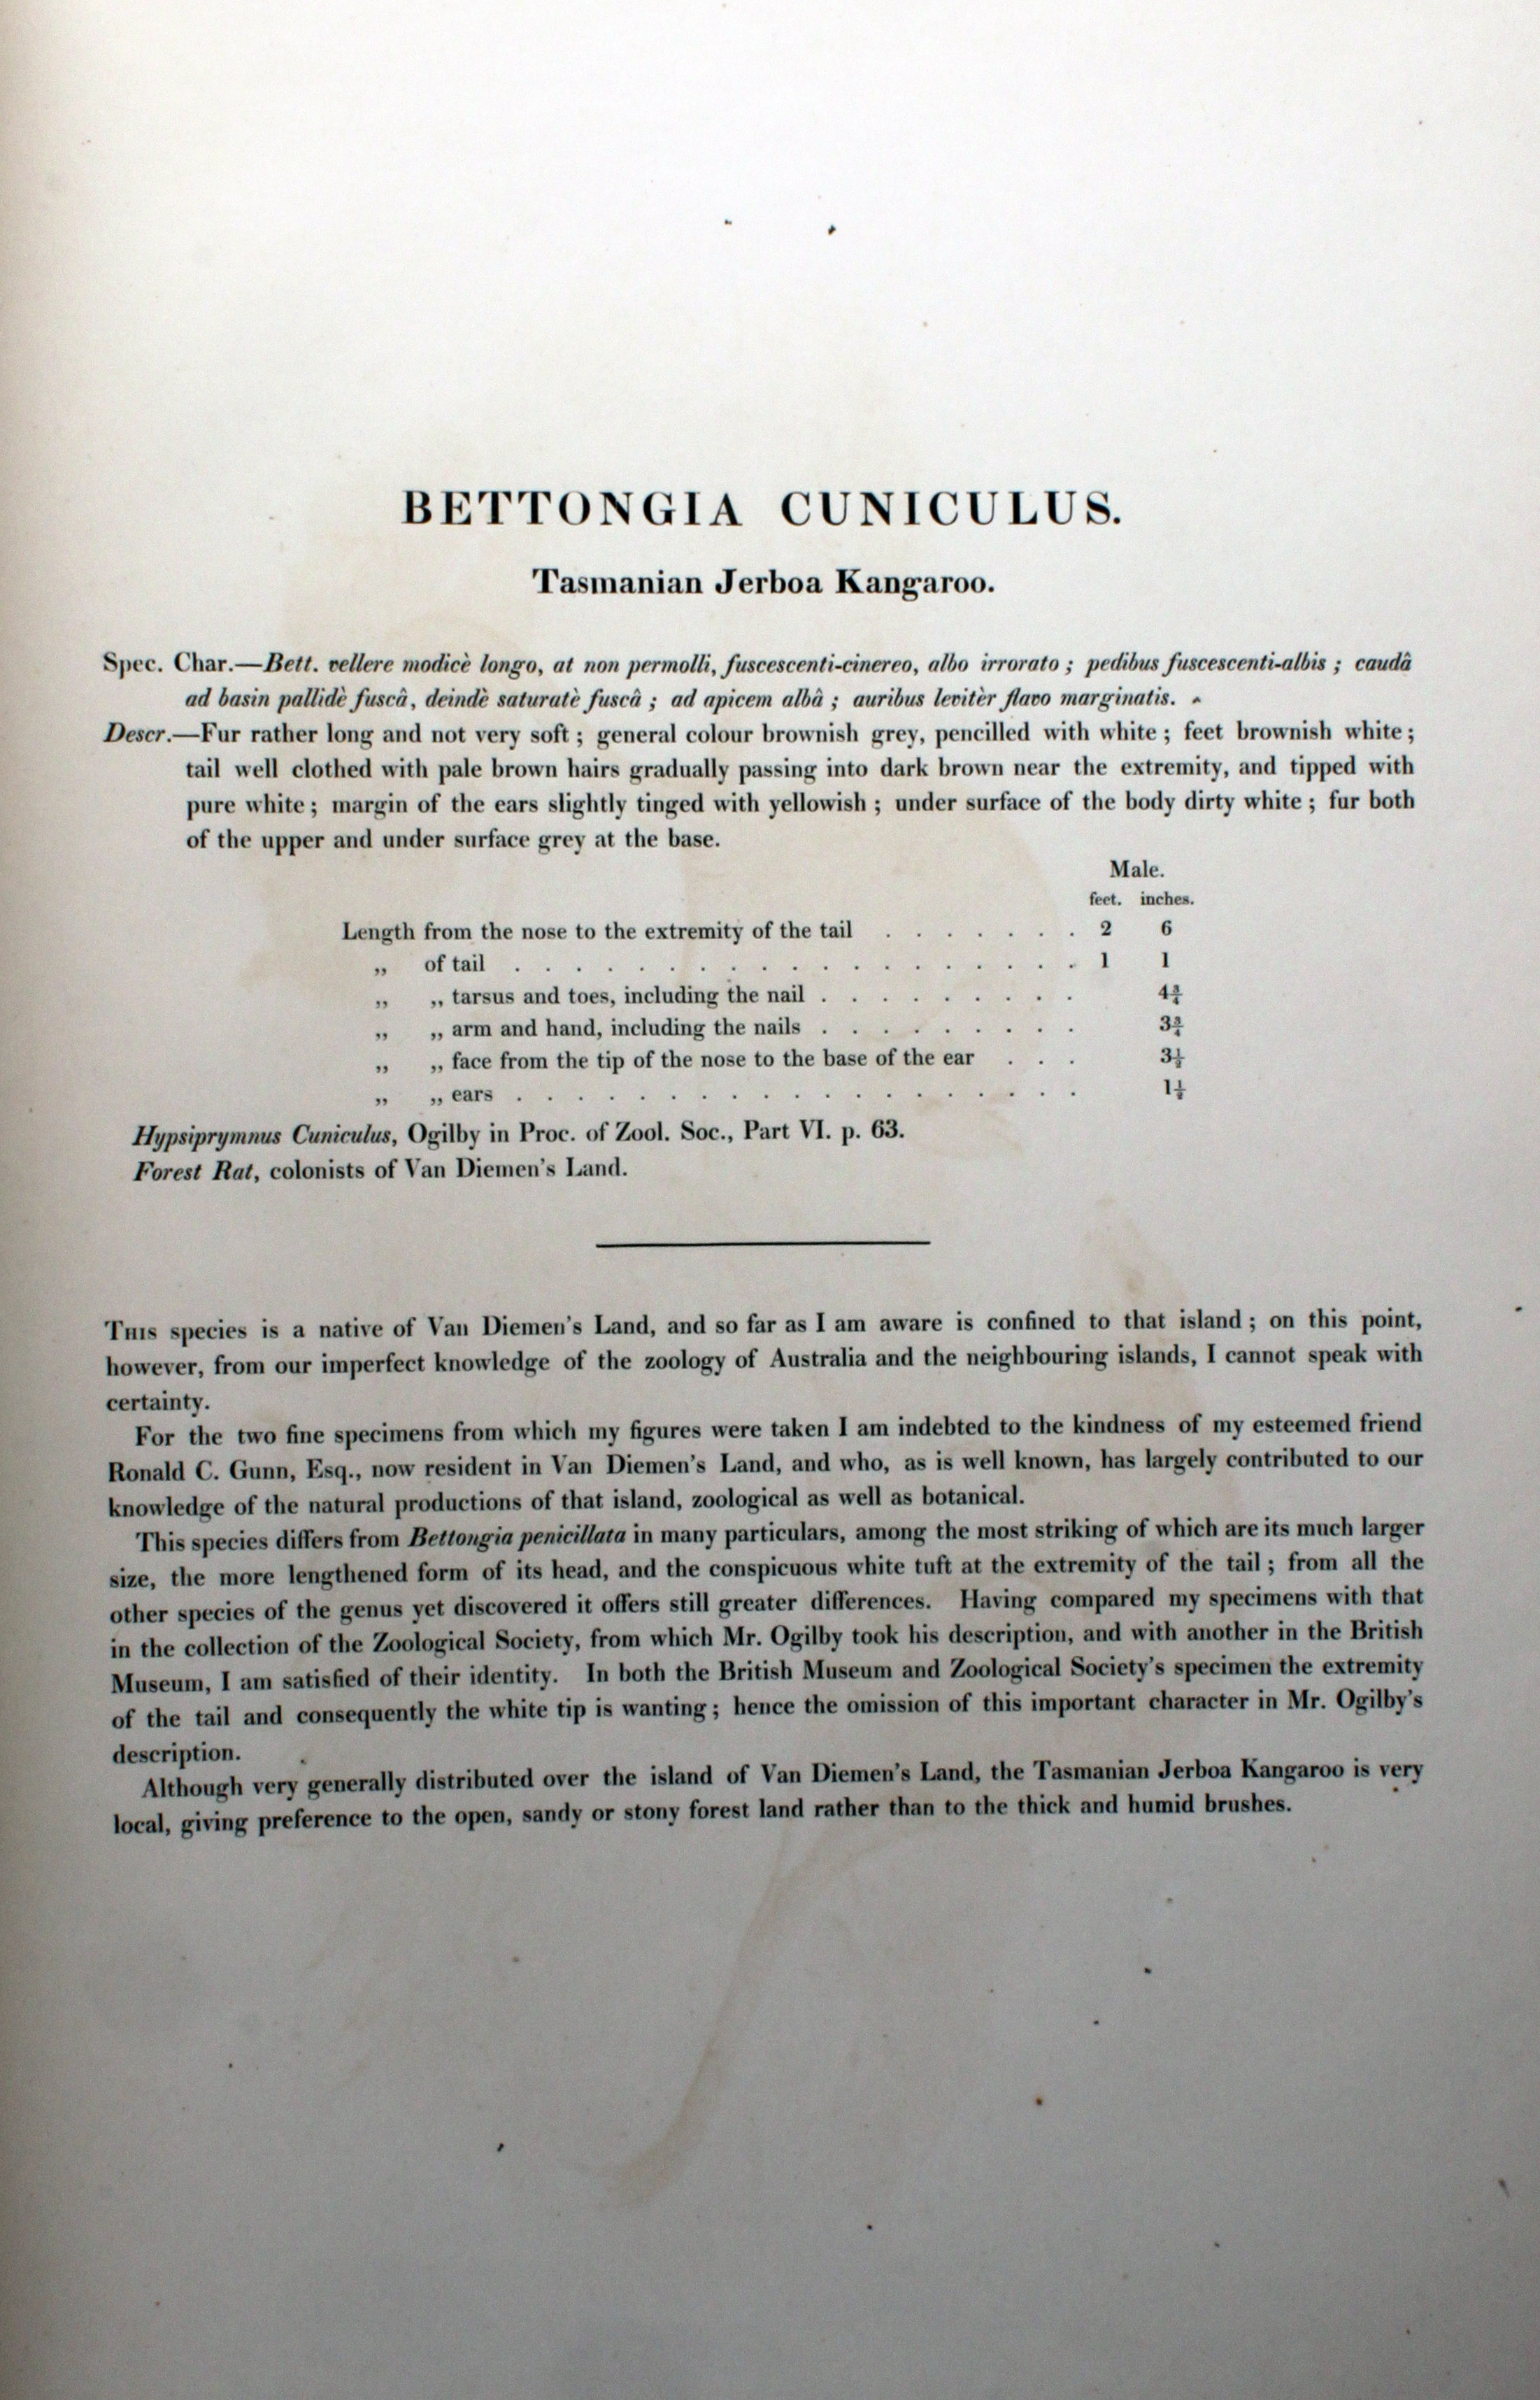 BETTONGIA CUNICULUS.
Tasmanian Jerboa Kangaroo.
Spec. Char.—Bett. vellere modicè longo, at non permolli, fuscescenti-cinereo, albo irrorato ; pedibus fuscescenti-albis ; caudâ
ad basin pallidè fuscâ, deindè saturatè fuscâ ; ad apicem albâ ; auribus levitèr flavo marginatis.
Descr.—Fur rather long and not very soft ; general colour brownish grey, pencilled with white ; feet brownish white ;
tail well clothed with pale brown hairs gradually passing into dark brown near the extremity, and tipped with
pure white ; margin of the ears slightly tinged with yellowish ; under surface of the body dirty white ; fur both
of the upper and under surface grey at the base.
Male.
feet. inches.
Length from the nose to the extremity of the tail . . . . . . . 2 6
„ of tail . . . . . . . . . . . . . . . . . . . 1 1
„ „ tarsus and toes, including the nail . . . . . . . . .
„ „ arm and hand, including the nails . . . . . . . . .
„ „ face from the tip of the nose to the base of the ear . . .
„ „ ears . . . . . . . . . . . . . . . . . . .
Hypsiprymnus Cuniculus, Ogilby in Proc. of Zool. Soc., Part VI. p. 63.
Forest Rat, colonists of Van Diemen's Land.
This species is a native of Van Diemen's Land, and so far as I am aware is confined to that island ; on this point,
however, from our imperfect knowledge of the zoology of Australia and the neighbouring islands, I cannot speak with
certainty.
For the two fine specimens from which my figures were taken I am indebted to the kindness of my esteemed friend
Ronald C. Gunn, Esq., now resident in Van Diemen's Land, and who, as is well known, has largely contributed to our
knowledge of the natural productions of that island, zoological as well as botanical.
This species differs from Bettongia penicillata in many particulars, among the most striking of which are its much larger
size, the more lengthened form of its head, and the conspicuous white tuft at the extremity of the tail ; from all the
other species of the genus yet discovered it offers still greater differences. Having compared my specimens with that
in the collection of the Zoological Society, from which Mr. Ogilby took his description, and with another in the British
Museum, I am satisfied of their identity. In both the British Museum and Zoological Society's specimen the extremity
of the tail and consequently the white tip is wanting ; hence the omission of this important character in Mr. Ogilby's
description.
Although very generally distributed over the island of Van Diemen's Land, the Tasmanian Jerboa Kangaroo is very
local, giving preference to the open, sandy or stony forest land rather than to the thick and humid brushes.